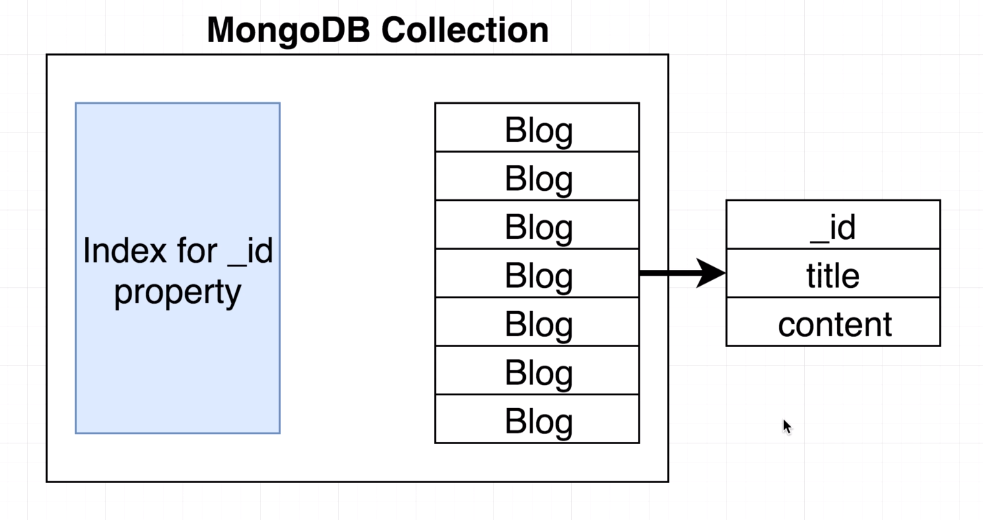 MongoDB Collection
Index for _id
property
Blog
Blog
Blog
Blog
Blog
Blog
Blog
_id
title
content